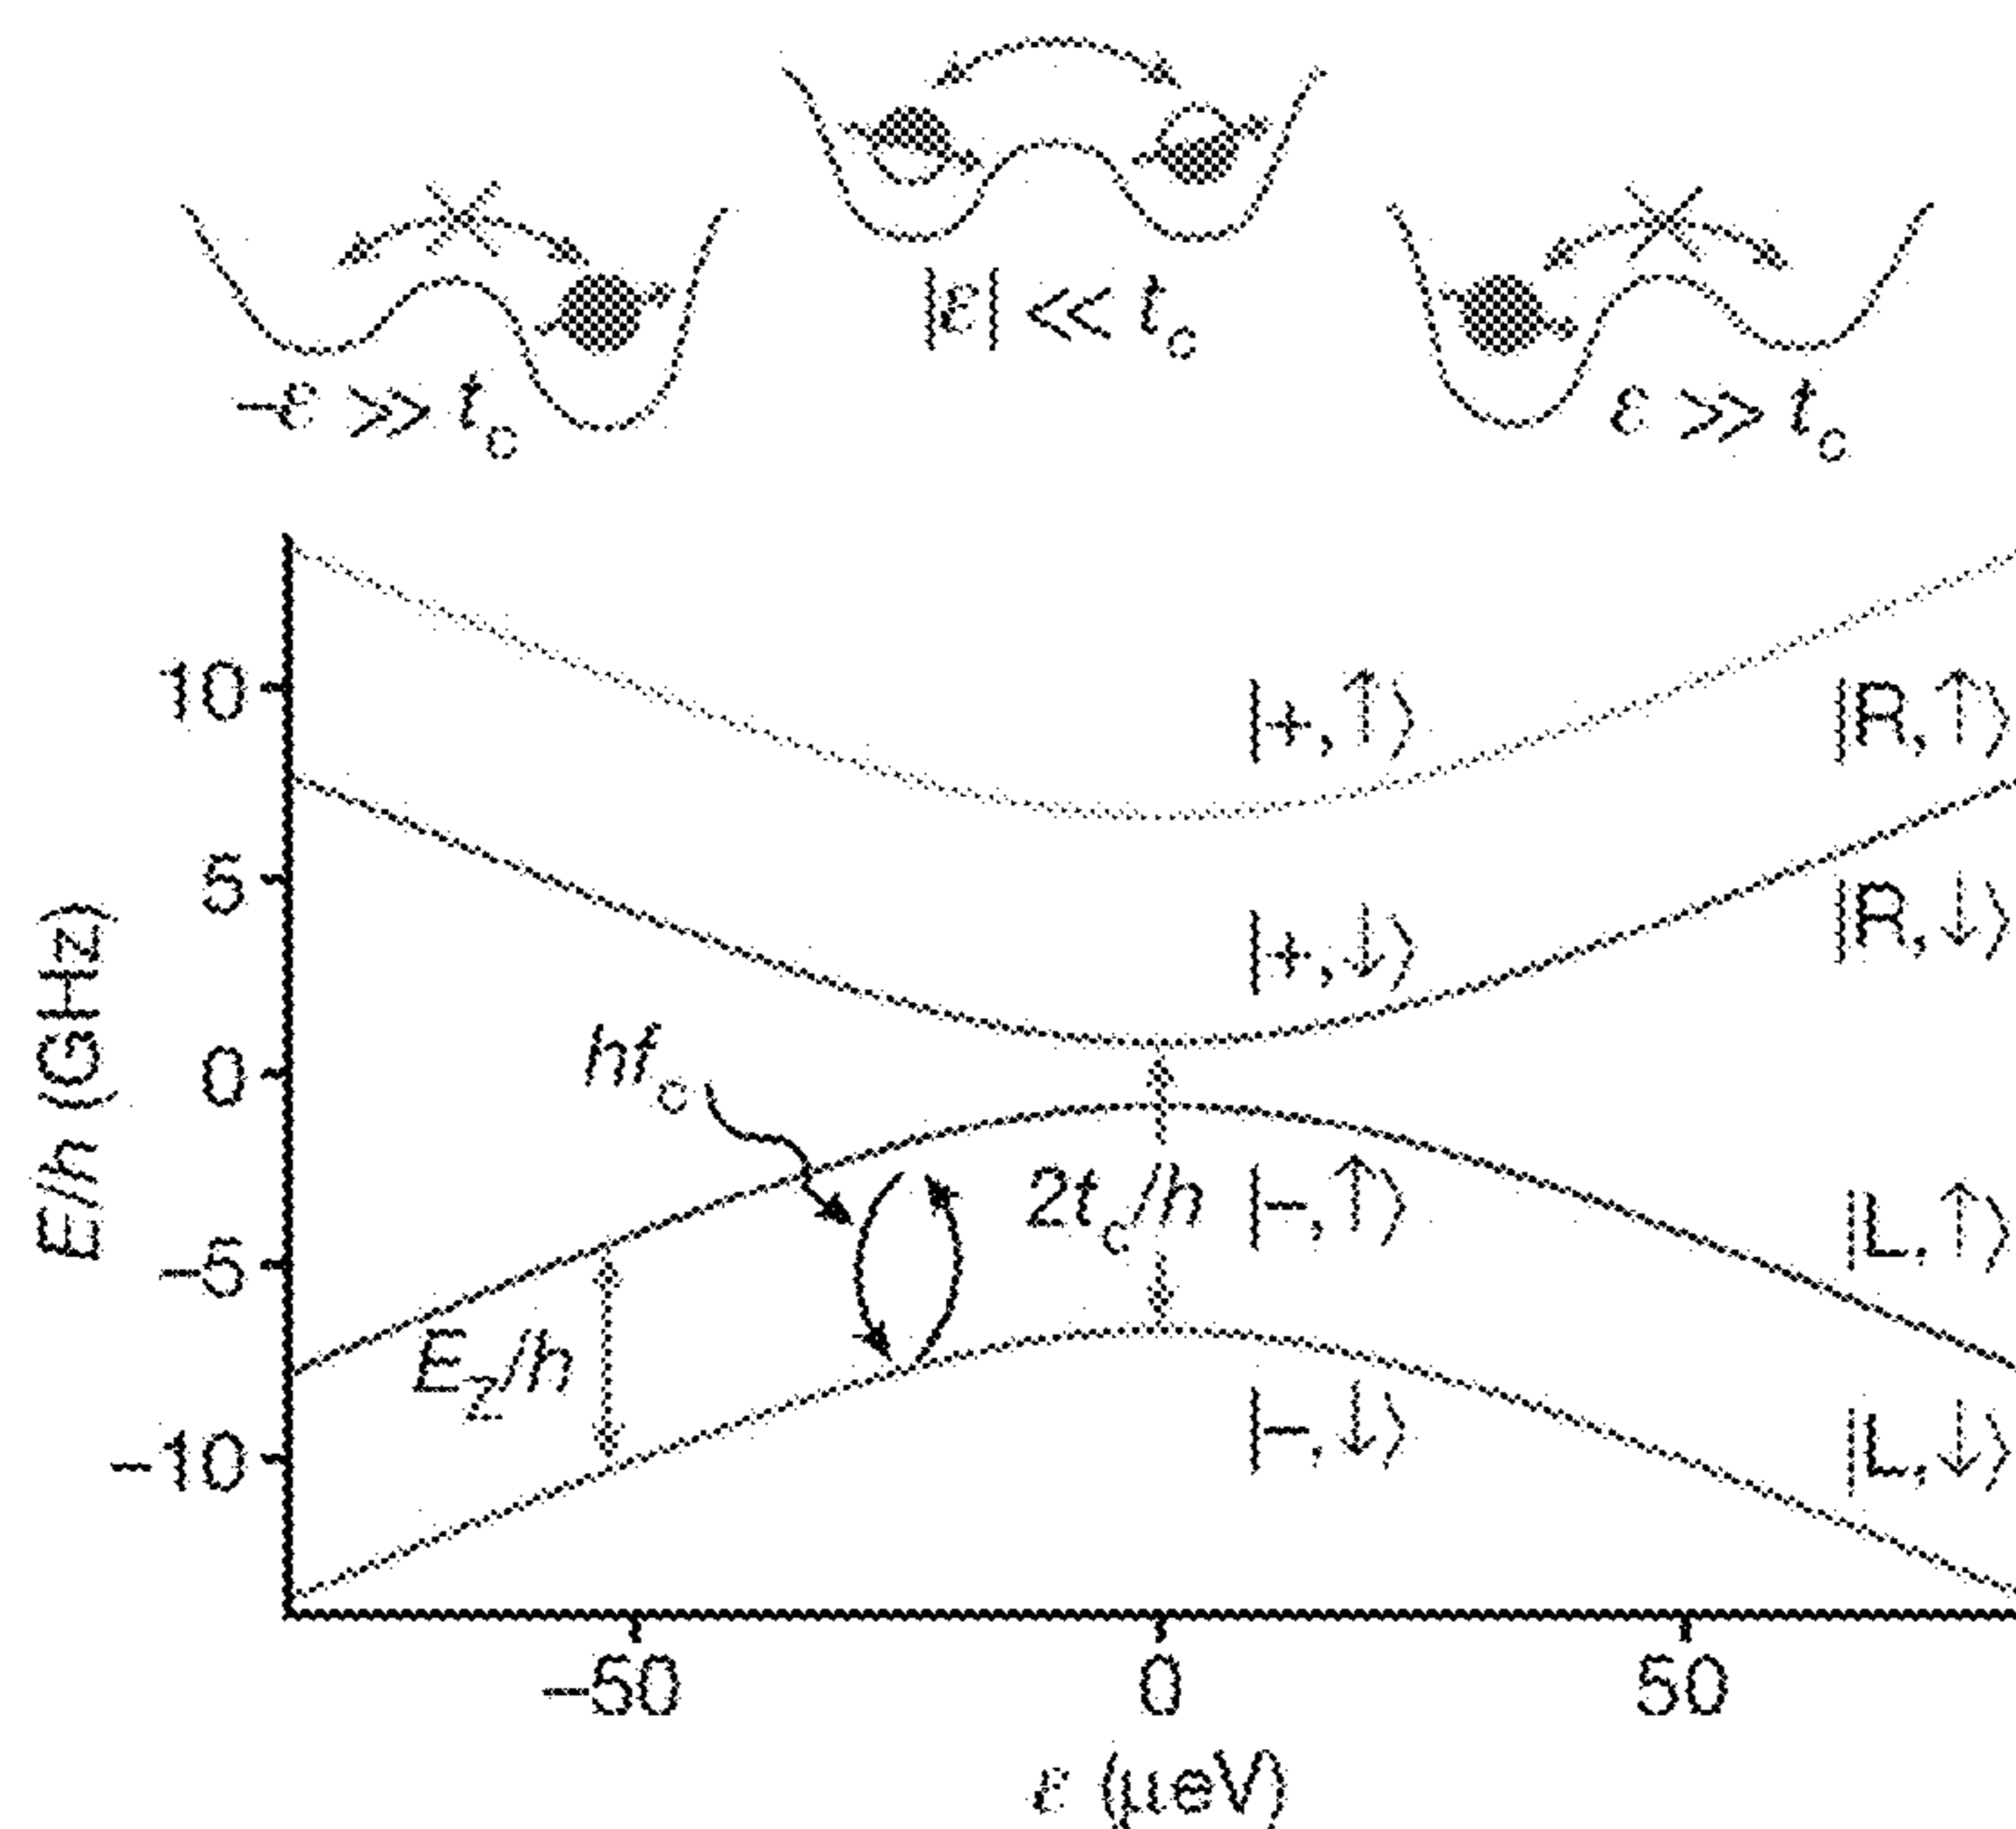 |ε| ≪ t_c
−ε ≫ t_c
ε ≫ t_c
E/h (GHz)
10
5
0
−5
−10
|+,↑⟩
|R,↑⟩
|+,↓⟩
|R,↓⟩
hf_c
2t_c/h
|−,↑⟩
|L,↑⟩
E_z/h
|−,↓⟩
|L,↓⟩
−50
0
50
ε (μeV)